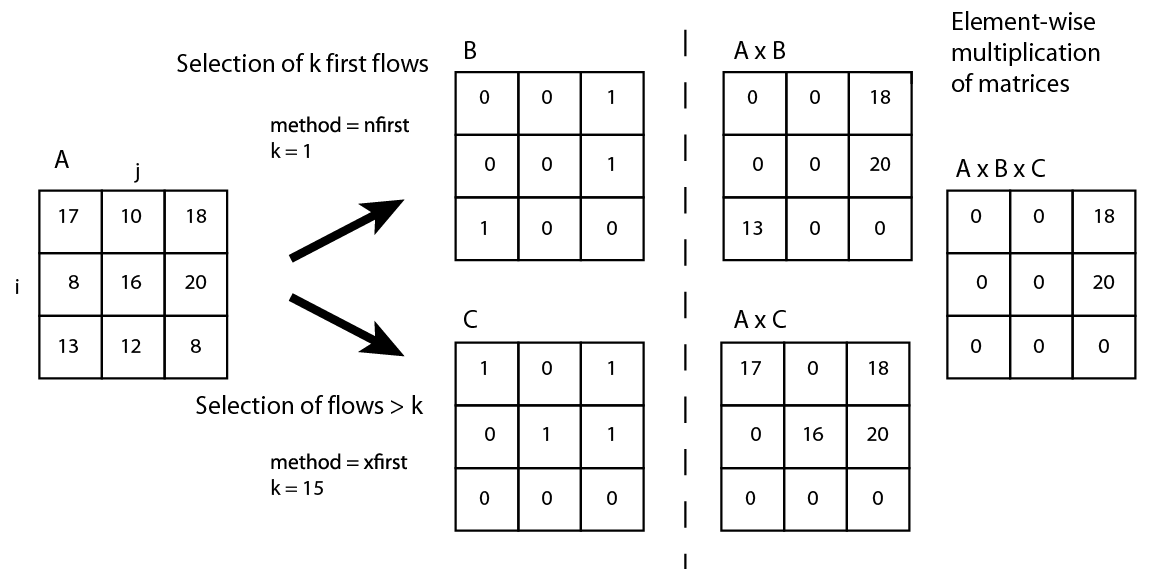 Selection of k first flows
method = nfirst
k = 1
A
j
i
17 10 18
8 16 20
13 12 8
Selection of flows > k
method = xfirst
k = 15
B
0 0 1
0 0 1
1 0 0
C
1 0 1
0 1 1
0 0 0
A x B
0 0 18
0 0 20
13 0 0
A x C
17 0 18
0 16 20
0 0 0
Element-wise
multiplication
of matrices
A x B x C
0 0 18
0 0 20
0 0 0